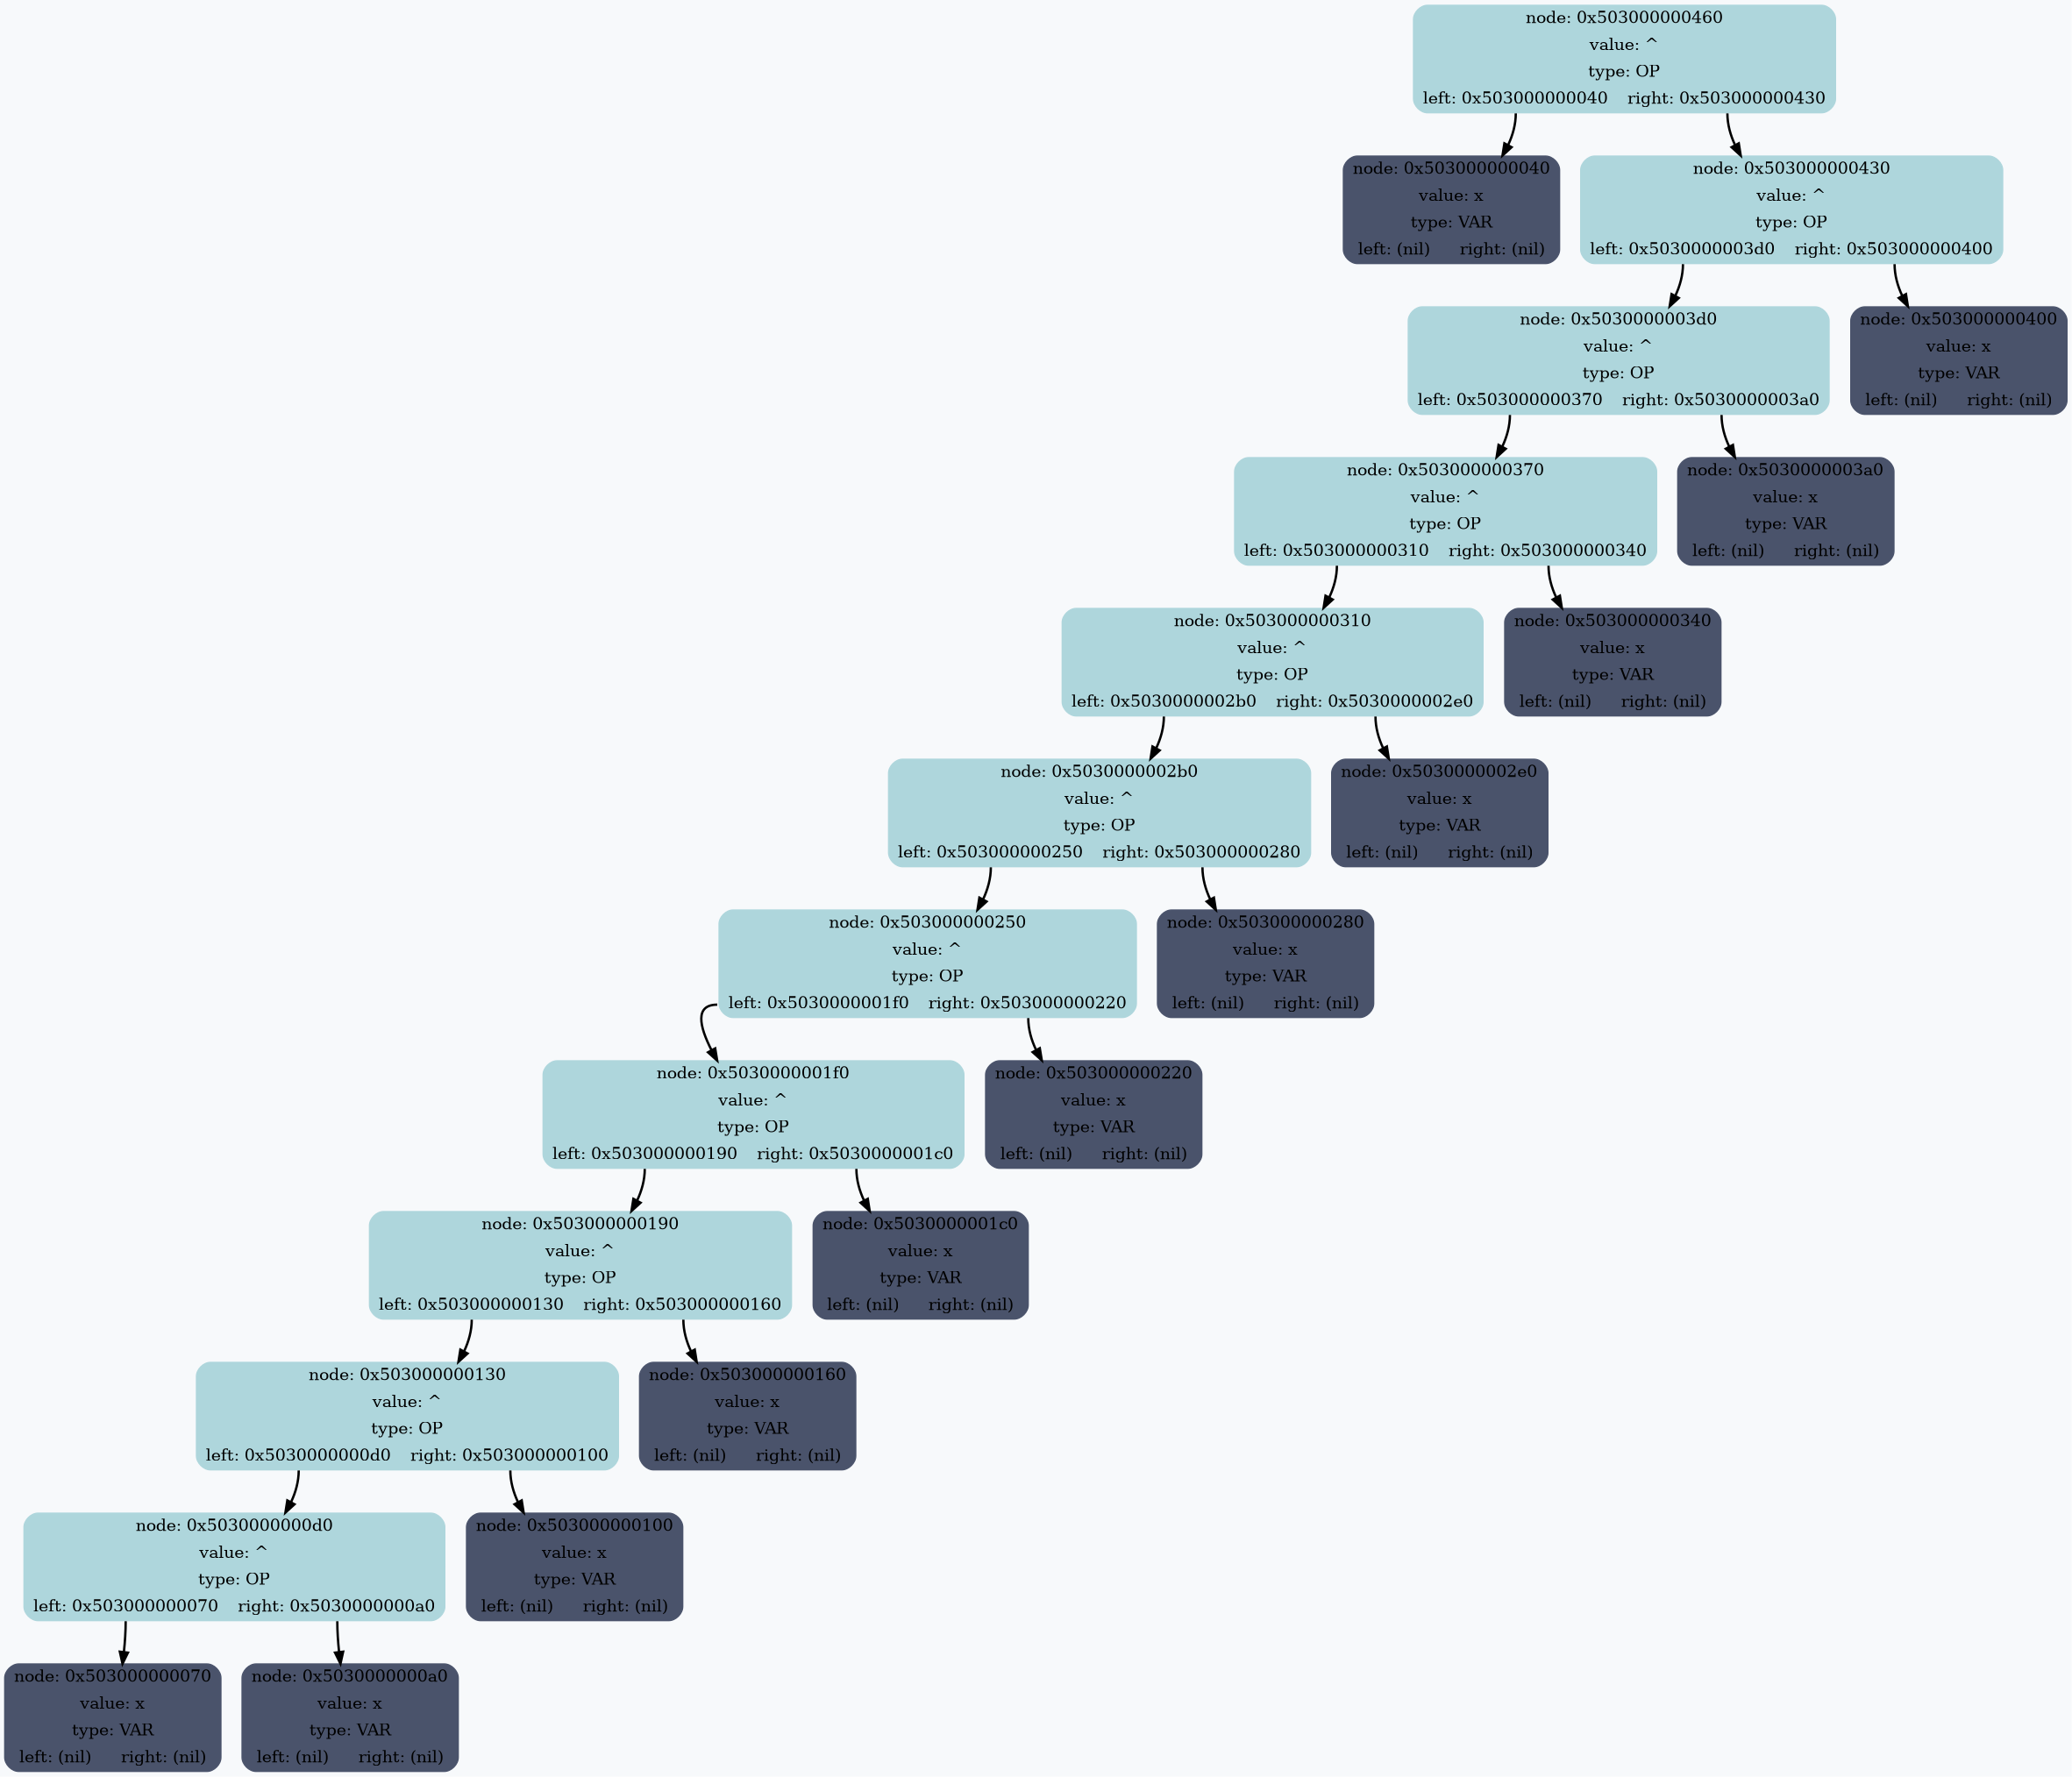 node: 0x503000000460
value: ^
type: OP
left: 0x503000000040 right: 0x503000000430
node: 0x503000000040
value: x
type: VAR
left: (nil) right: (nil)
node: 0x503000000430
value: ^
type: OP
left: 0x5030000003d0 right: 0x503000000400
node: 0x5030000003d0
value: ^
type: OP
left: 0x503000000370 right: 0x5030000003a0
node: 0x503000000400
value: x
type: VAR
left: (nil) right: (nil)
node: 0x503000000370
value: ^
type: OP
left: 0x503000000310 right: 0x503000000340
node: 0x5030000003a0
value: x
type: VAR
left: (nil) right: (nil)
node: 0x503000000310
value: ^
type: OP
left: 0x5030000002b0 right: 0x5030000002e0
node: 0x503000000340
value: x
type: VAR
left: (nil) right: (nil)
node: 0x5030000002b0
value: ^
type: OP
left: 0x503000000250 right: 0x503000000280
node: 0x5030000002e0
value: x
type: VAR
left: (nil) right: (nil)
node: 0x503000000250
value: ^
type: OP
left: 0x5030000001f0 right: 0x503000000220
node: 0x503000000280
value: x
type: VAR
left: (nil) right: (nil)
node: 0x5030000001f0
value: ^
type: OP
left: 0x503000000190 right: 0x5030000001c0
node: 0x503000000220
value: x
type: VAR
left: (nil) right: (nil)
node: 0x503000000190
value: ^
type: OP
left: 0x503000000130 right: 0x503000000160
node: 0x5030000001c0
value: x
type: VAR
left: (nil) right: (nil)
node: 0x503000000130
value: ^
type: OP
left: 0x5030000000d0 right: 0x503000000100
node: 0x503000000160
value: x
type: VAR
left: (nil) right: (nil)
node: 0x5030000000d0
value: ^
type: OP
left: 0x503000000070 right: 0x5030000000a0
node: 0x503000000100
value: x
type: VAR
left: (nil) right: (nil)
node: 0x503000000070
value: x
type: VAR
left: (nil) right: (nil)
node: 0x5030000000a0
value: x
type: VAR
left: (nil) right: (nil)